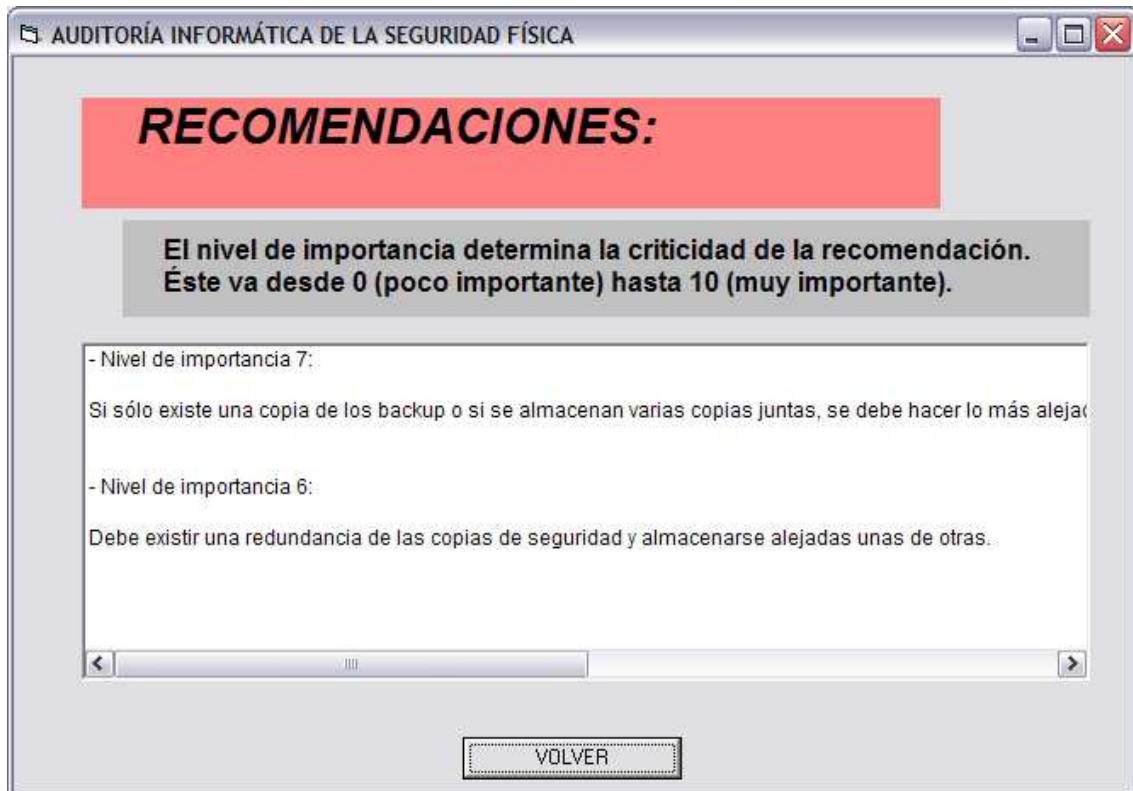 AUDITORÍA INFORMÁTICA DE LA SEGURIDAD FÍSICA
RECOMENDACIONES:
El nivel de importancia determina la criticidad de la recomendación.
Éste va desde 0 (poco importante) hasta 10 (muy importante).
- Nivel de importancia 7:
Si sólo existe una copia de los backup o si se almacenan varias copias juntas, se debe hacer lo más
- Nivel de importancia 6:
Debe existir una redundancia de las copias de seguridad y almacenarse alejadas unas de otras.
VOLVER